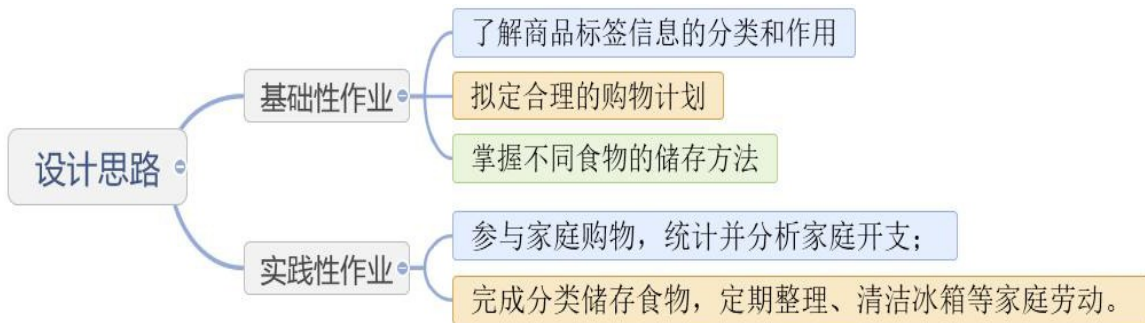 设计思路
基础性作业
了解商品标签信息的分类和作用
拟定合理的购物计划
掌握不同食物的储存方法
实践性作业
参与家庭购物，统计并分析家庭开支；
完成分类储存食物，定期整理、清洁冰箱等家庭劳动。